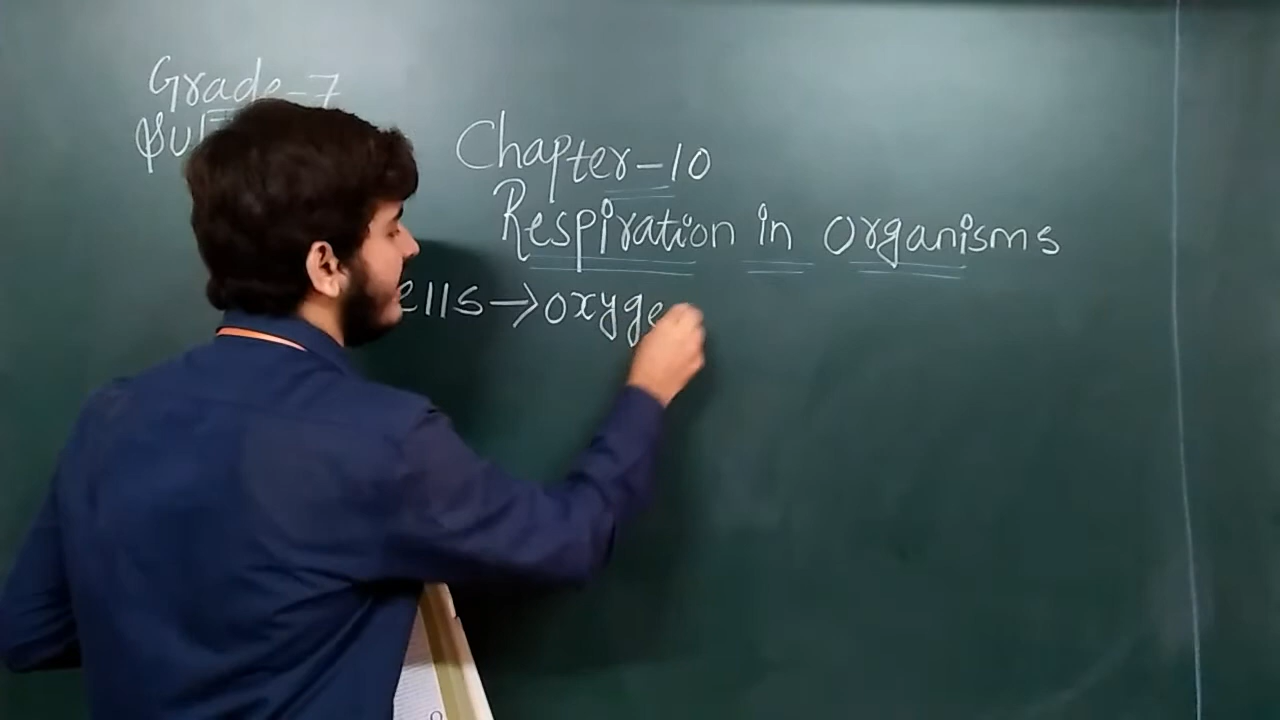 Grade-7
Chapter-10
Respiration in organisms
ells → oxyge